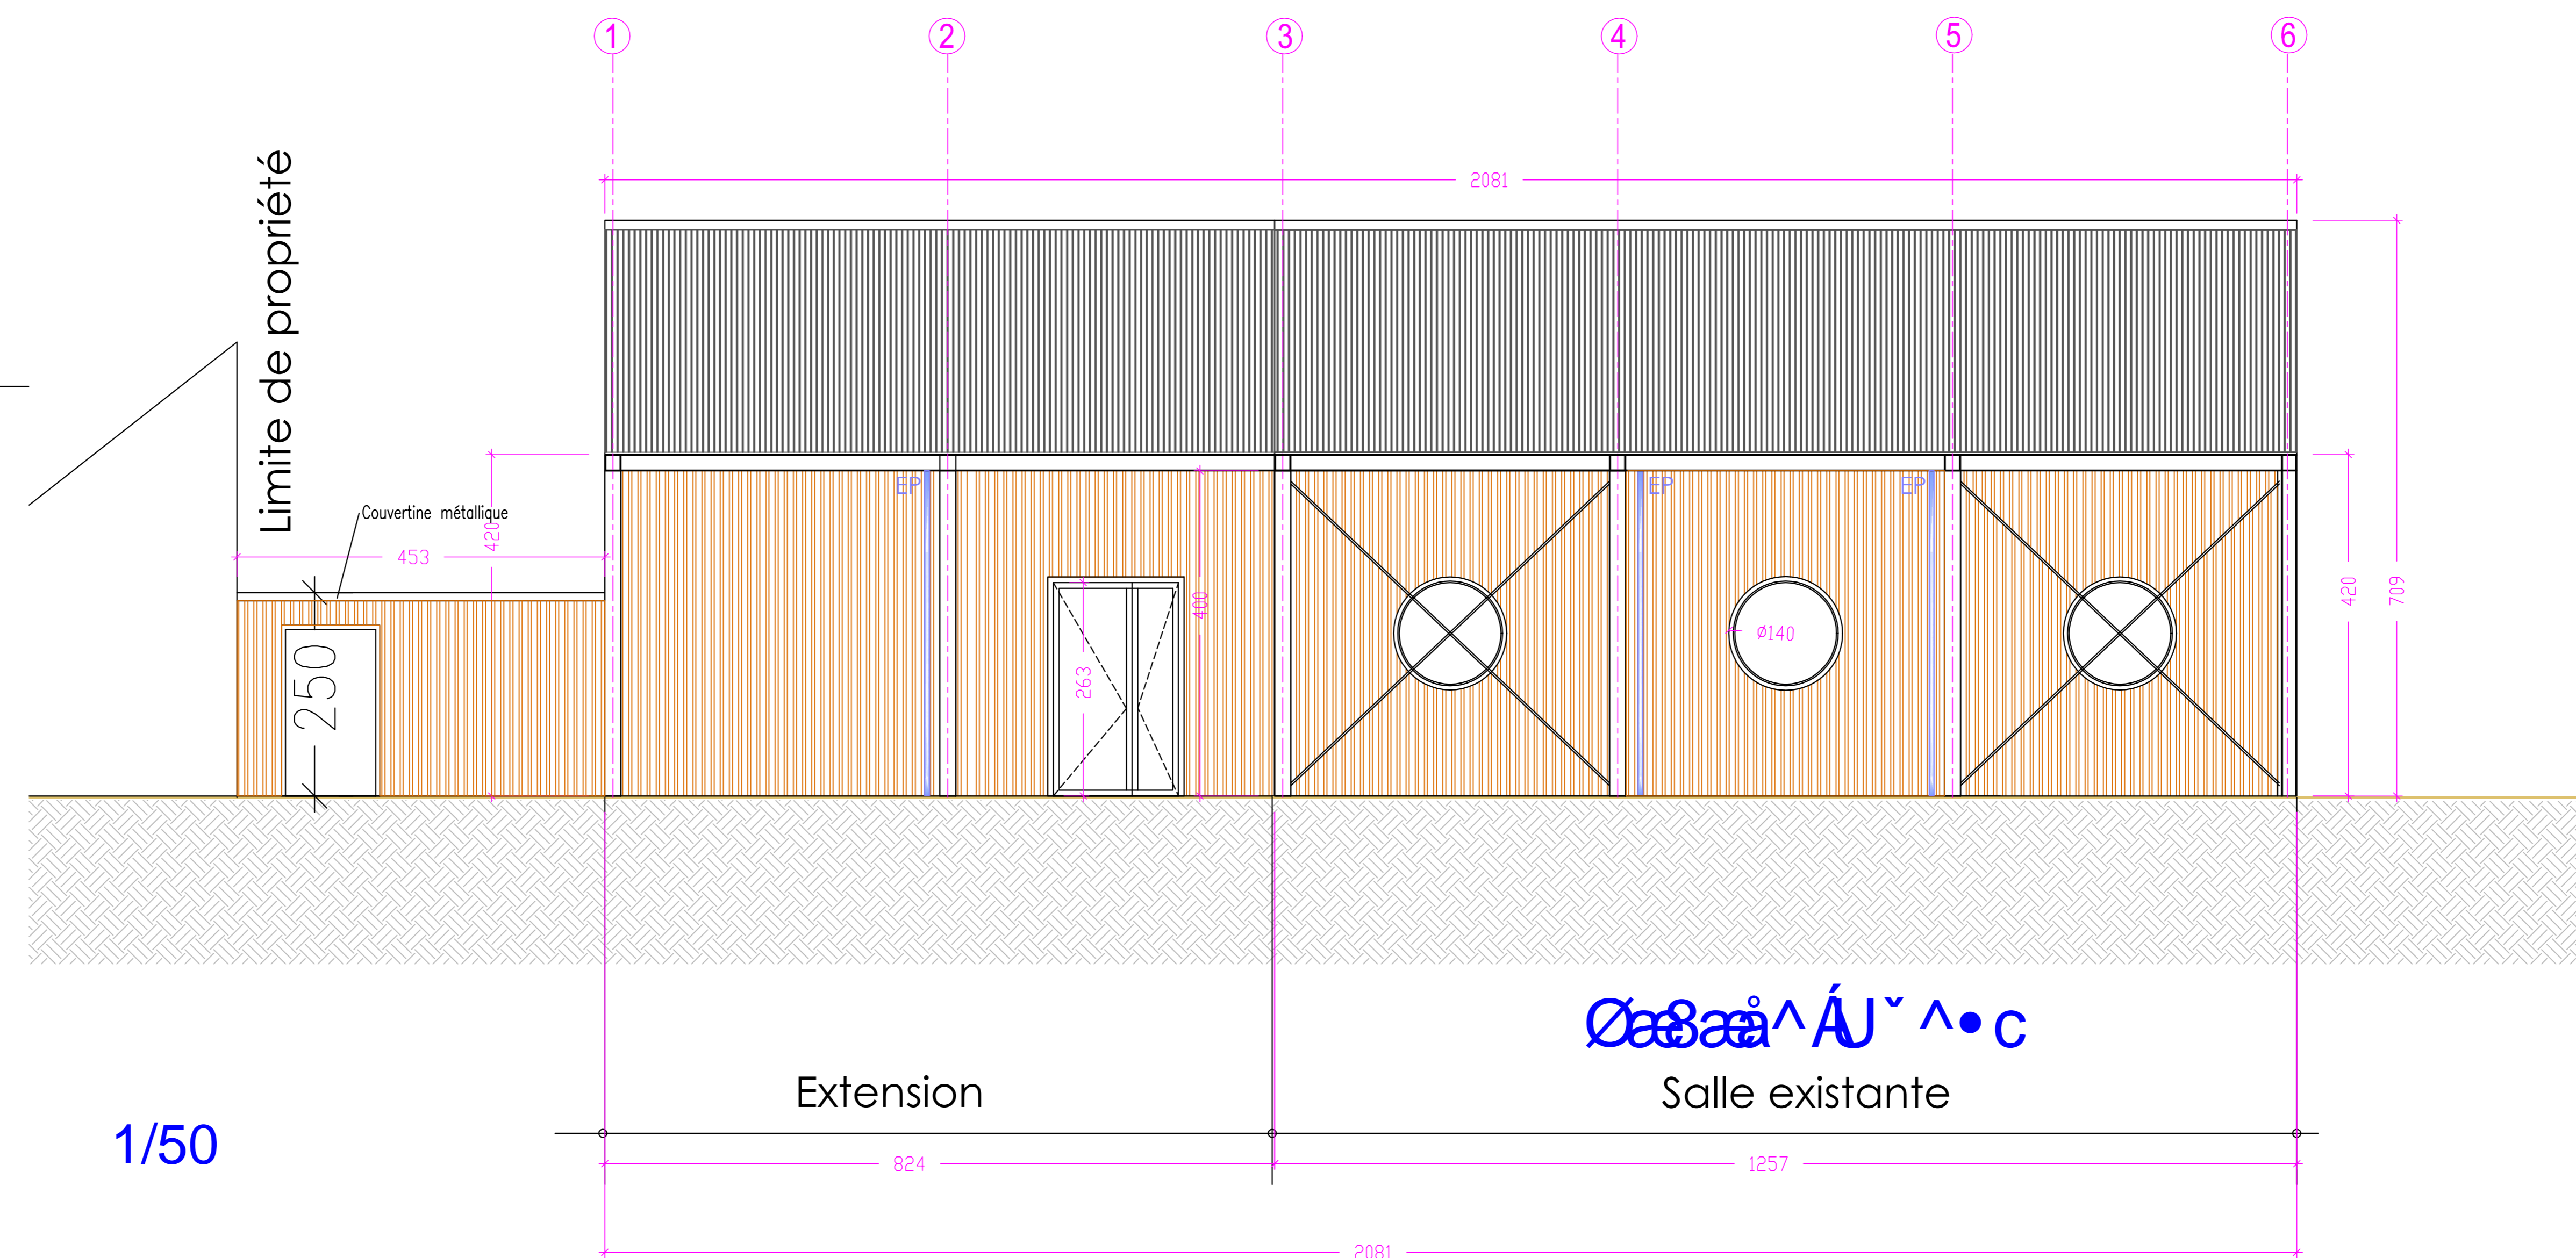 1
2
3
4
5
6
2081
Limite de propriété
Couvertine métallique
453
420
EP
EP
EP
400
263
250
Ø140
420
709
Extension
Salle existante
1/50
824
1257
2081